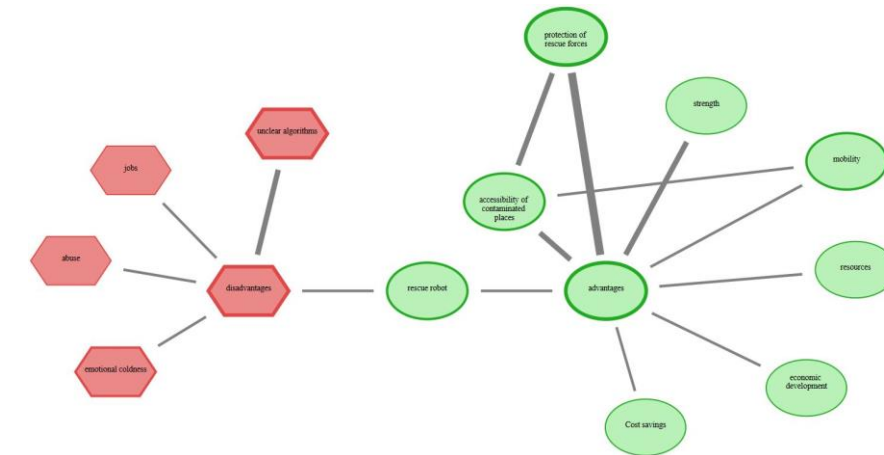 protection of
rescue forces
strength
unclear algorithms
mobility
jobs
accessibility of
contaminated
places
abuse
resources
disadvantages
rescue robot
advantages
emotional coldness
economic
development
Cost savings